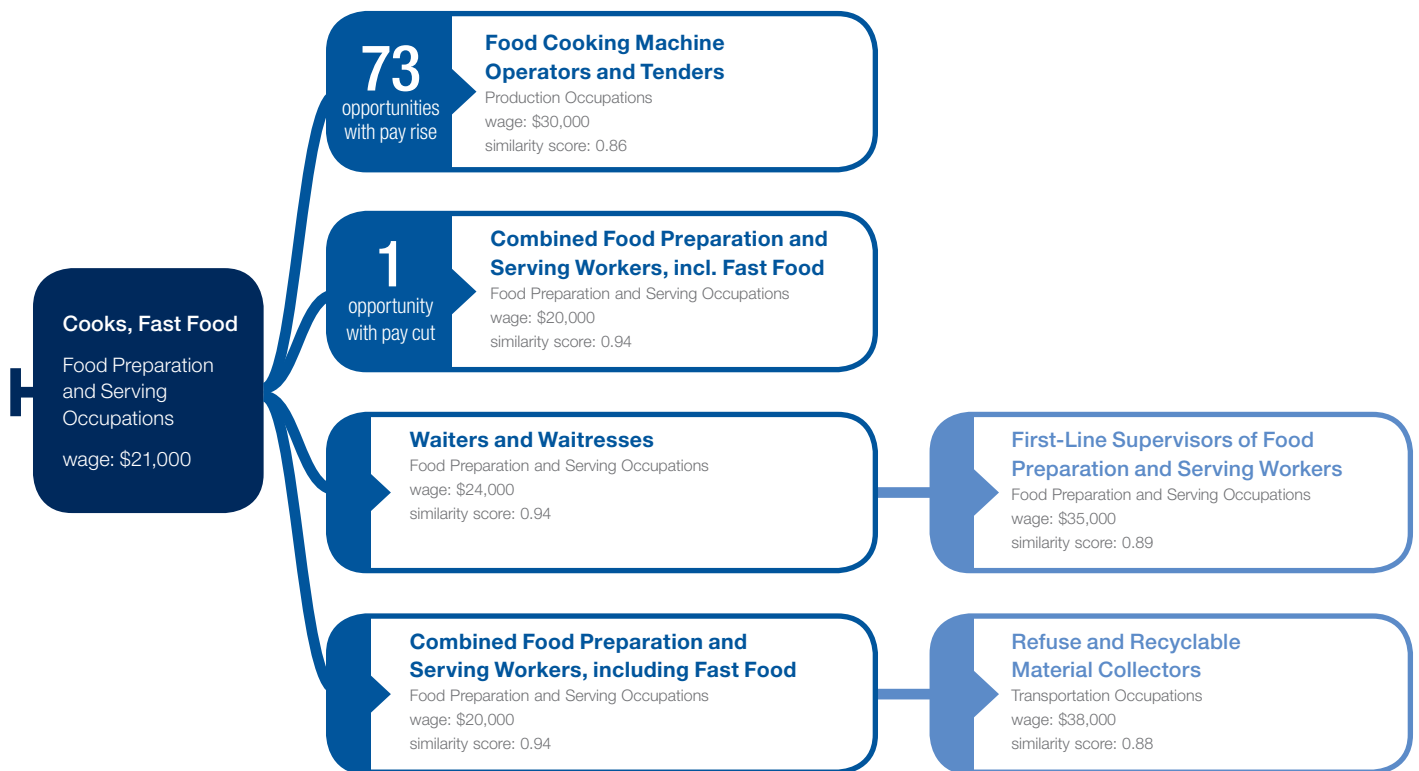 Cooks, Fast Food
Food Preparation
and Serving
Occupations
wage: $21,000
73
opportunities
with pay rise
Food Cooking Machine
Operators and Tenders
Production Occupations
wage: $30,000
similarity score: 0.86
1
opportunity
with pay cut
Combined Food Preparation and
Serving Workers, incl. Fast Food
Food Preparation and Serving Occupations
wage: $20,000
similarity score: 0.94
Waiters and Waitresses
Food Preparation and Serving Occupations
wage: $24,000
similarity score: 0.94
First-Line Supervisors of Food
Preparation and Serving Workers
Food Preparation and Serving Occupations
wage: $35,000
similarity score: 0.89
Combined Food Preparation and
Serving Workers, including Fast Food
Food Preparation and Serving Occupations
wage: $20,000
similarity score: 0.94
Refuse and Recyclable
Material Collectors
Transportation Occupations
wage: $38,000
similarity score: 0.88